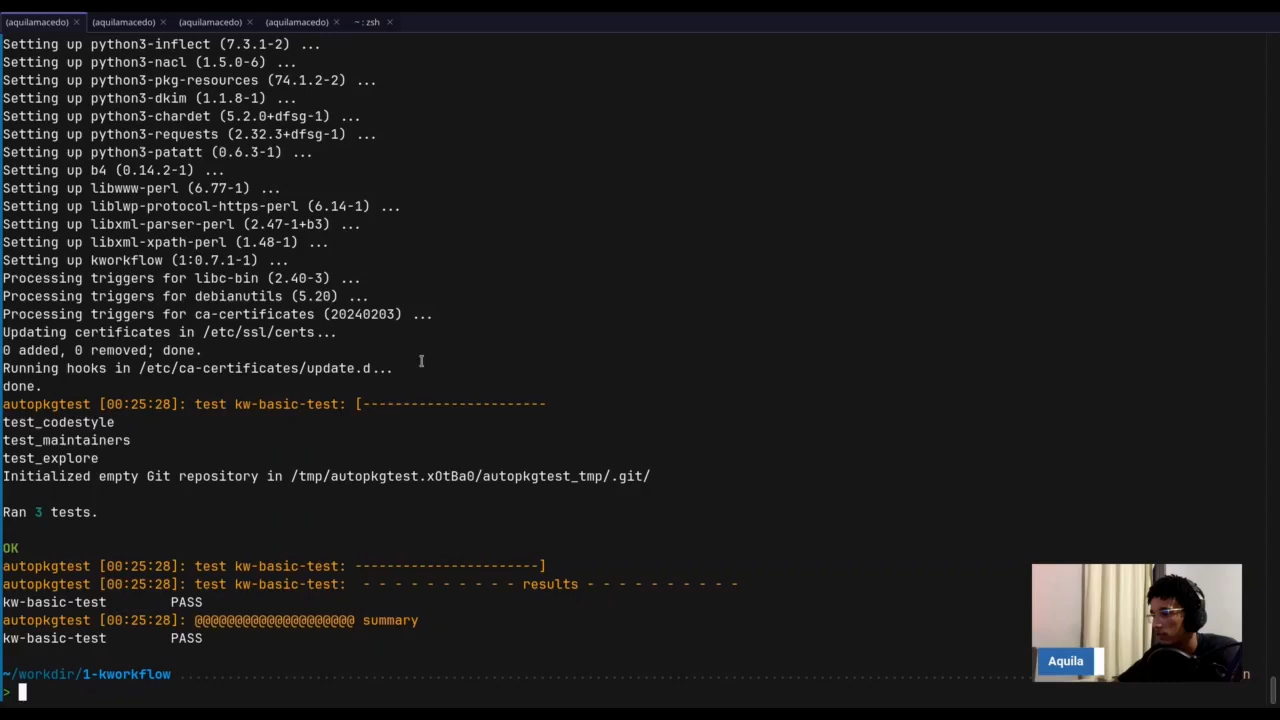 (aquilamacedo) × (aquilamacedo) × (aquilamacedo) × (aquilamacedo) × ~ : zsh ×
Setting up python3-inflect (7.3.1-2) ...
Setting up python3-nacl (1.5.0-6) ...
Setting up python3-pkg-resources (74.1.2-2) ...
Setting up python3-dkim (1.1.8-1) ...
Setting up python3-chardet (5.2.0+dfsg-1) ...
Setting up python3-requests (2.32.3+dfsg-1) ...
Setting up python3-patatt (0.6.3-1) ...
Setting up b4 (0.14.2-1) ...
Setting up libwww-perl (6.77-1) ...
Setting up liblwp-protocol-https-perl (6.14-1) ...
Setting up libxml-parser-perl (2.47-1+b3) ...
Setting up libxml-xpath-perl (1.48-1) ...
Setting up kworkflow (1:0.7.1-1) ...
Processing triggers for libc-bin (2.40-3) ...
Processing triggers for debianutils (5.20) ...
Processing triggers for ca-certificates (20240203) ...
Updating certificates in /etc/ssl/certs...
0 added, 0 removed; done.
Running hooks in /etc/ca-certificates/update.d...
done.
autopkgtest [00:25:28]: test kw-basic-test: [-----------------------
test_codestyle
test_maintainers
test_explore
Initialized empty Git repository in /tmp/autopkgtest.xOtBa0/autopkgtest_tmp/.git/
Ran 3 tests.
OK
autopkgtest [00:25:28]: test kw-basic-test: -----------------------]
autopkgtest [00:25:28]: test kw-basic-test:  - - - - - - - - - - results - - - - - - - - - -
kw-basic-test        PASS
autopkgtest [00:25:28]: @@@@@@@@@@@@@@@@@@@@ summary
kw-basic-test        PASS
Aquila
~/workdir/1-kworkflow n
>